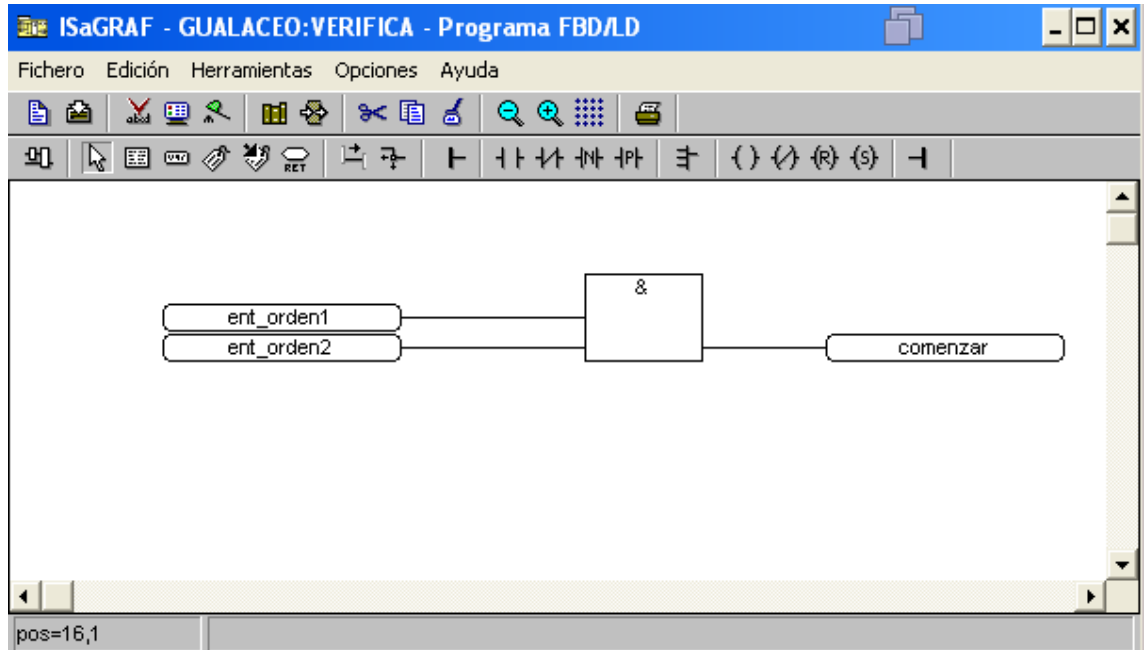 ISaGRAF - GUALACEO:VERIFICA - Programa FBD/LD
Fichero Edición Herramientas Opciones Ayuda
RET N P R S
&
ent_orden1
ent_orden2
comenzar
pos=16,1